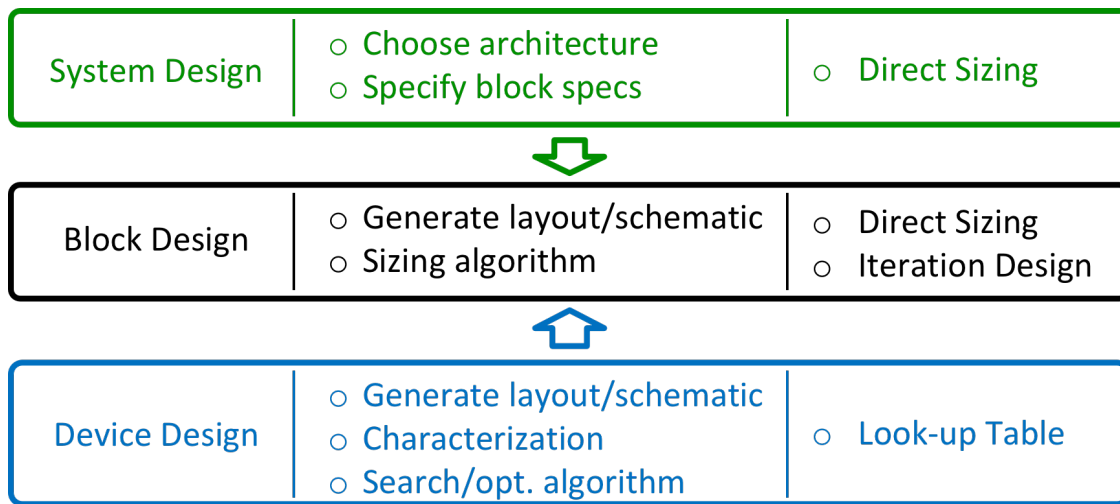 System Design
○ Choose architecture
○ Specify block specs
○ Direct Sizing
Block Design
○ Generate layout/schematic
○ Sizing algorithm
○ Direct Sizing
○ Iteration Design
Device Design
○ Generate layout/schematic
○ Characterization
○ Search/opt. algorithm
○ Look-up Table